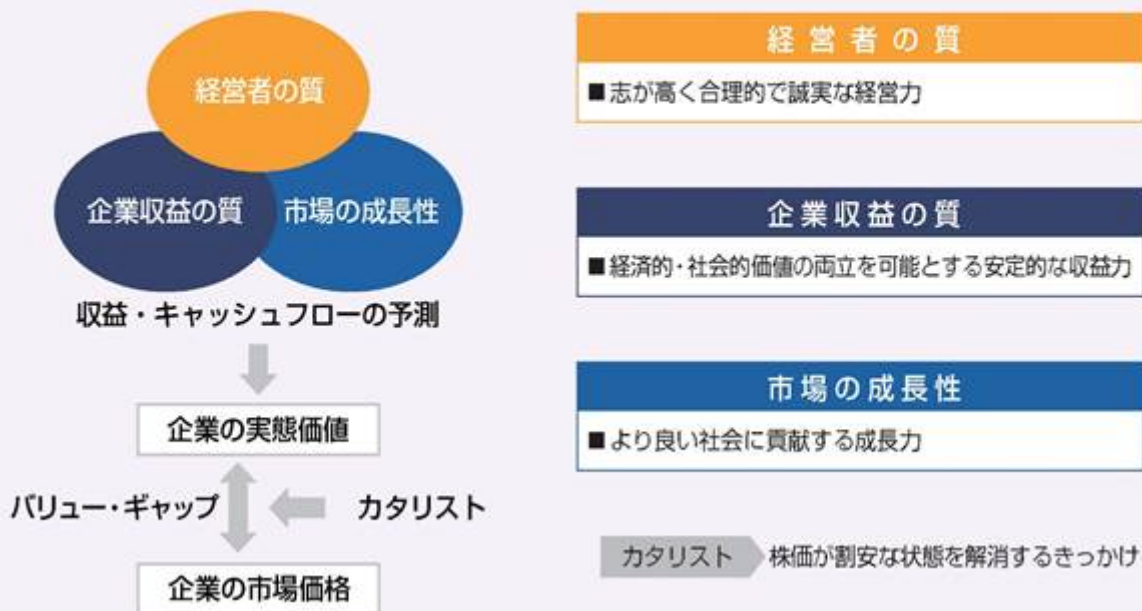 経営者の質
企業収益の質
市場の成長性
収益・キャッシュフローの予測
企業の実態価値
バリュー・ギャップ
カタリスト
企業の市場価格
経営者の質
■志が高く合理的で誠実な経営力
企業収益の質
■経済的・社会的価値の両立を可能とする安定的な収益力
市場の成長性
■より良い社会に貢献する成長力
カタリスト 株価が割安な状態を解消するきっかけ